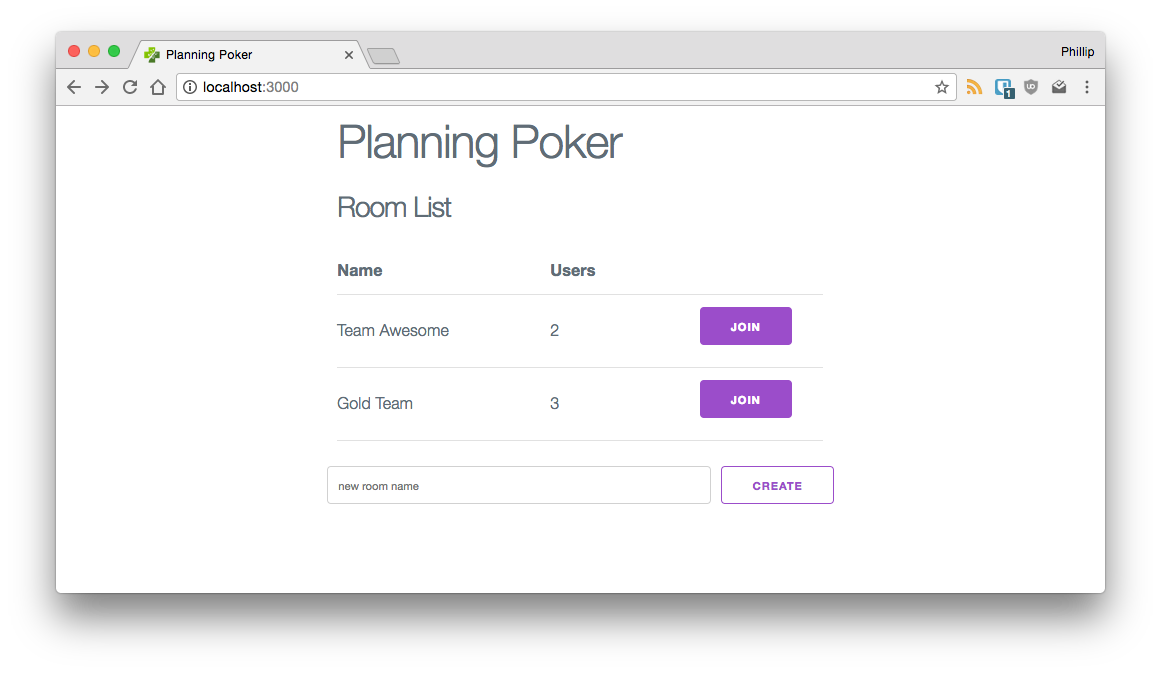 Planning Poker
Phillip
localhost:3000
1
Planning Poker
Room List
Name Users
Team Awesome 2 JOIN
Gold Team 3 JOIN
new room name CREATE